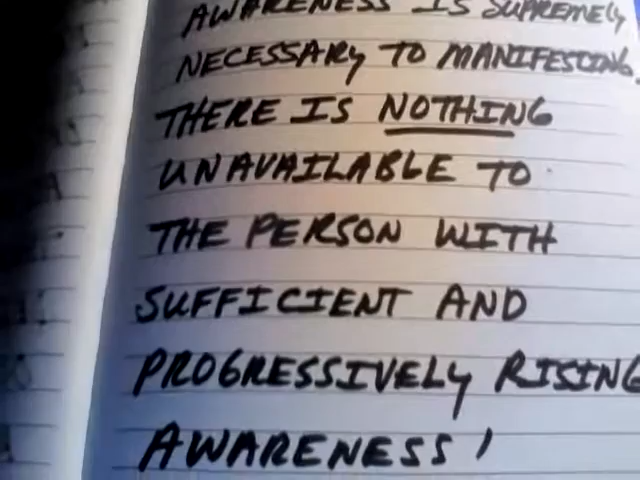 AWARENESS IS SUPREMELY
NECESSARY TO MANIFESTING.
THERE IS NOTHING
UNAVAILABLE TO
THE PERSON WITH
SUFFICIENT AND
PROGRESSIVELY RISING
AWARENESS!